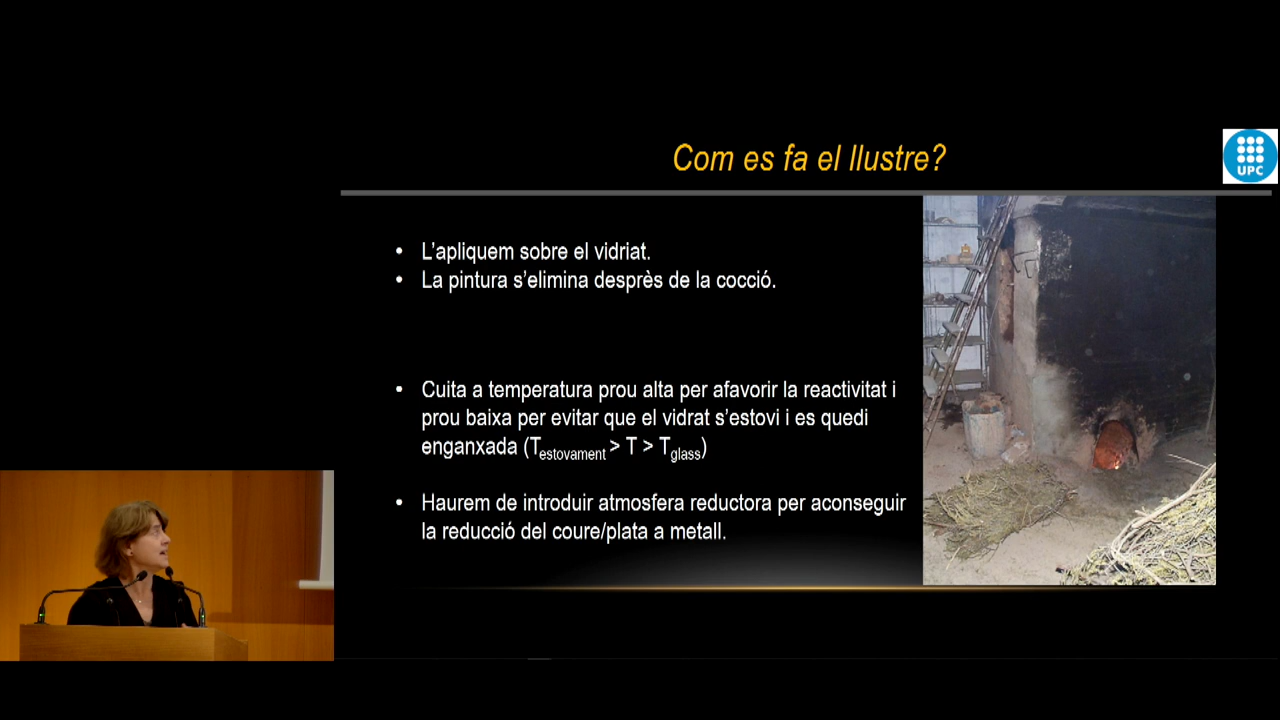 Com es fa el llustre?
UPC
• L'apliquem sobre el vidriat.
• La pintura s'elimina desprès de la cocció.
• Cuita a temperatura prou alta per afavorir la reactivitat i
prou baixa per evitar que el vidrat s'estovi i es quedi
enganxada (Testovament > T > Tglass)
• Haurem de introduir atmosfera reductora per aconseguir
la reducció del coure/plata a metall.